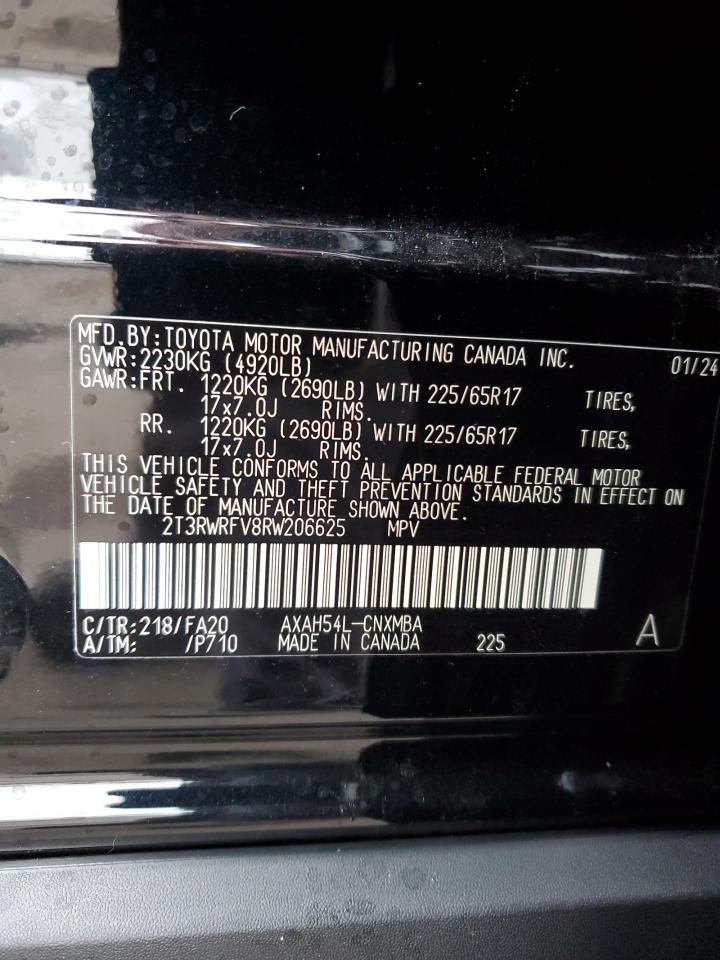 MFD.BY:TOYOTA MOTOR MANUFACTURING CANADA INC. 01/24
GVWR:2230KG (4920LB)
GAWR:FRT. 1220KG (2690LB) WITH 225/65R17 TIRES,
17x7.0J RIMS.
RR. 1220KG (2690LB) WITH 225/65R17 TIRES,
17x7.0J RIMS.
THIS VEHICLE CONFORMS TO ALL APPLICABLE FEDERAL MOTOR
VEHICLE SAFETY AND THEFT PREVENTION STANDARDS IN EFFECT ON
THE DATE OF MANUFACTURE SHOWN ABOVE.
2T3RWRFV8RW206625 MPV
C/TR:218/FA20 AXAH54L-CNXMBA
A/TM: /P710 MADE IN CANADA 225 A